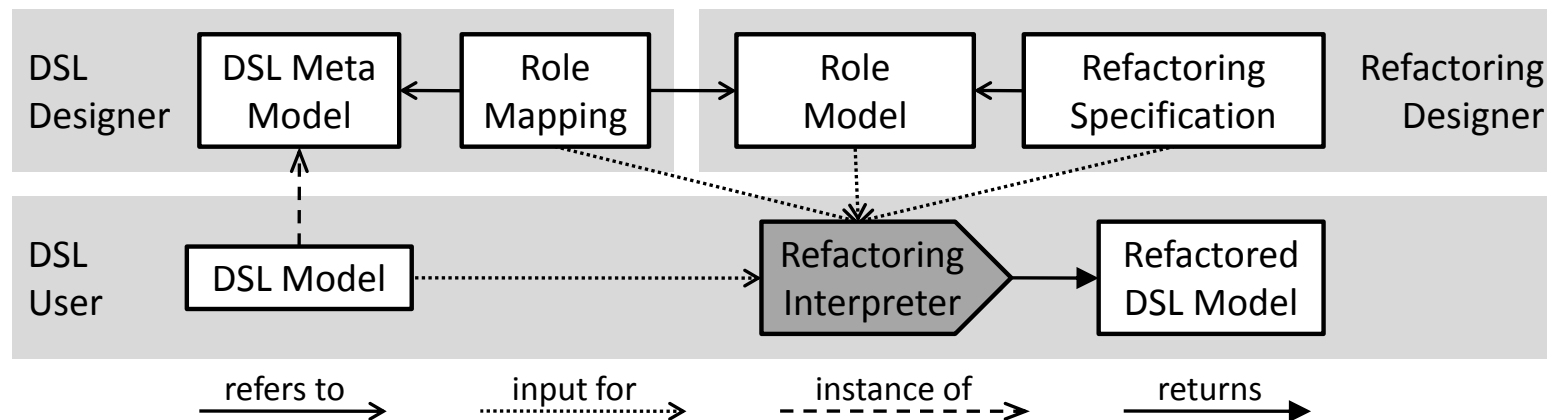 DSL
Designer
DSL Meta
Model
Role
Mapping
Role
Model
Refactoring
Specification
Refactoring
Designer
DSL
User
DSL Model
Refactoring
Interpreter
Refactored
DSL Model
refers to
input for
instance of
returns